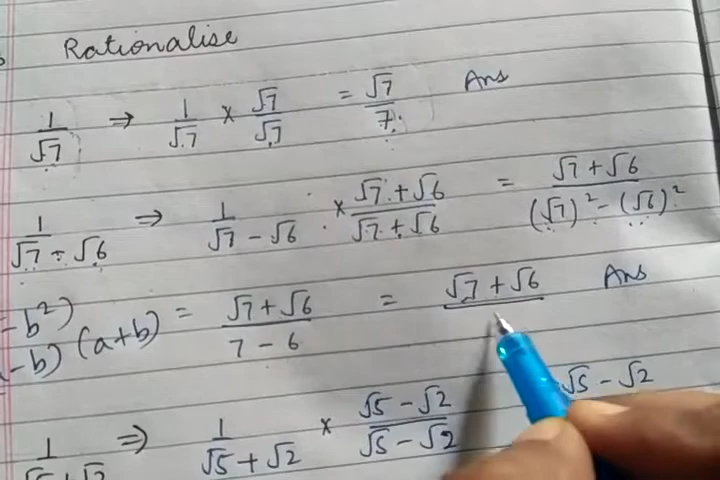 Rationalise
1/√7 ⇒ 1/√7 × √7/√7 = √7/7 Ans
1/(√7 - √6) ⇒ 1/(√7 - √6) × (√7 + √6)/(√7 + √6) = (√7 + √6)/((√7)² - (√6)²)
- b²)
- b) (a+b) = (√7 + √6)/(7 - 6) = √7 + √6 Ans
1/(√5 + √2) ⇒ 1/(√5 + √2) × (√5 - √2)/(√5 - √2) √5 - √2